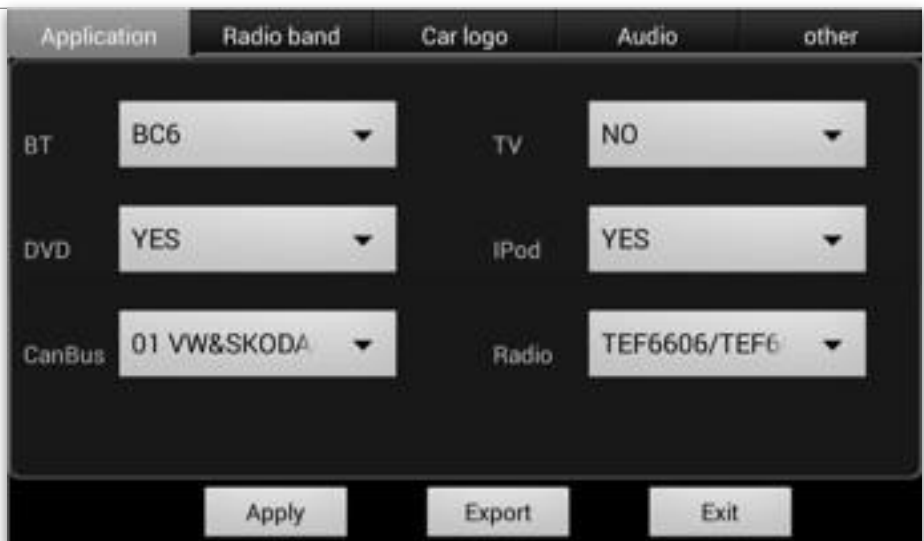 Application Radio band Car logo Audio other
BT BC6 TV NO
DVD YES IPod YES
CanBus 01 VW&SKODA Radio TEF6606/TEF6
Apply Export Exit